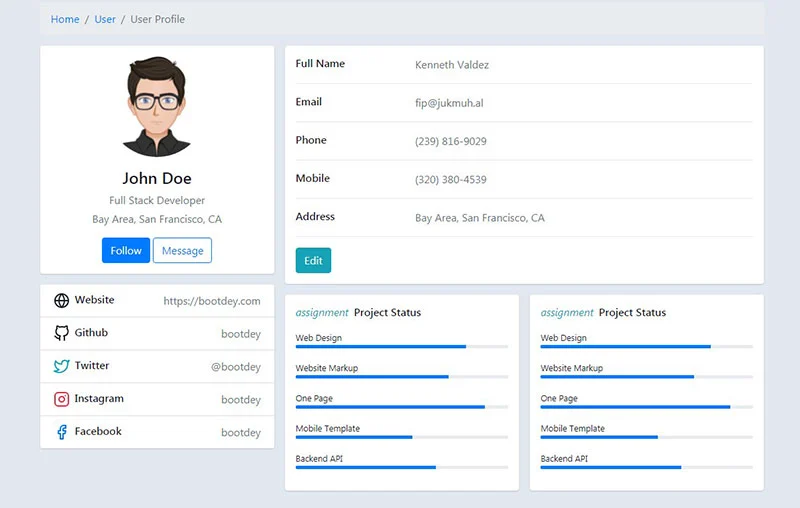 Home / User / User Profile
John Doe
Full Stack Developer
Bay Area, San Francisco, CA
Follow Message
Website https://bootdey.com
Github bootdey
Twitter @bootdey
Instagram bootdey
Facebook bootdey
Full Name Kenneth Valdez
Email fip@jukmuh.al
Phone (239) 816-9029
Mobile (320) 380-4539
Address Bay Area, San Francisco, CA
Edit
assignment Project Status
Web Design
Website Markup
One Page
Mobile Template
Backend API
assignment Project Status
Web Design
Website Markup
One Page
Mobile Template
Backend API